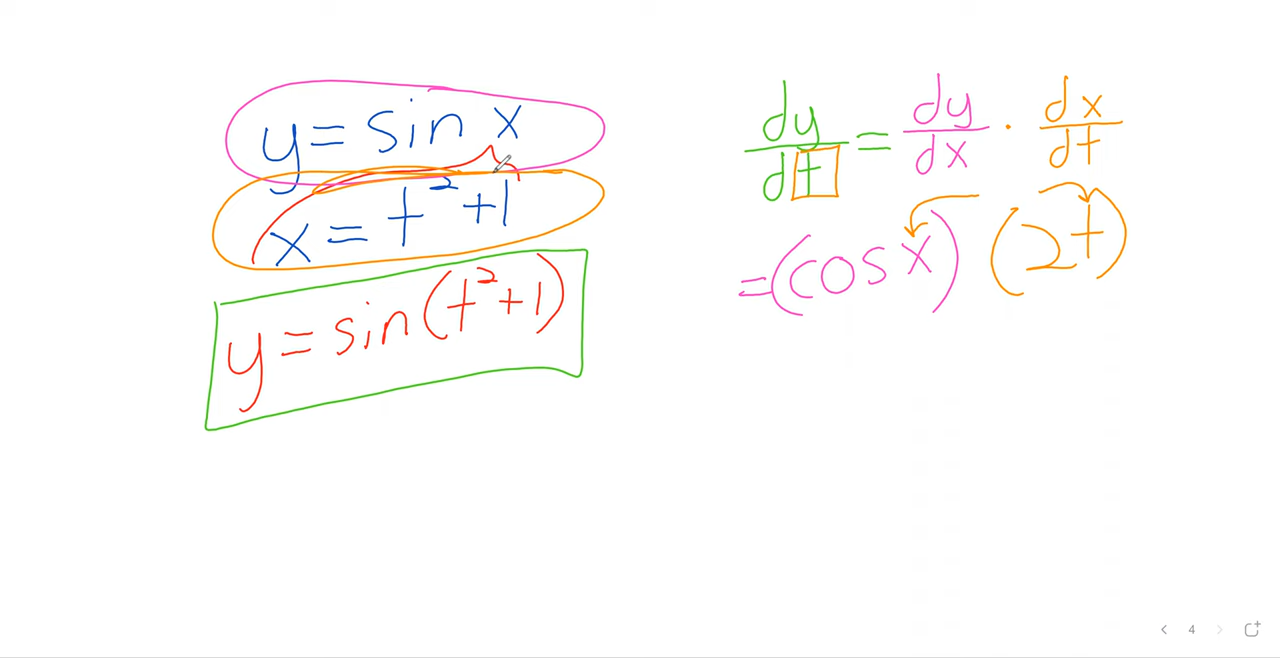 y = sin x
x = t² + 1
y = sin(t² + 1)
dy/dt = dy/dx · dx/dt
= (cos x) (2t)
4